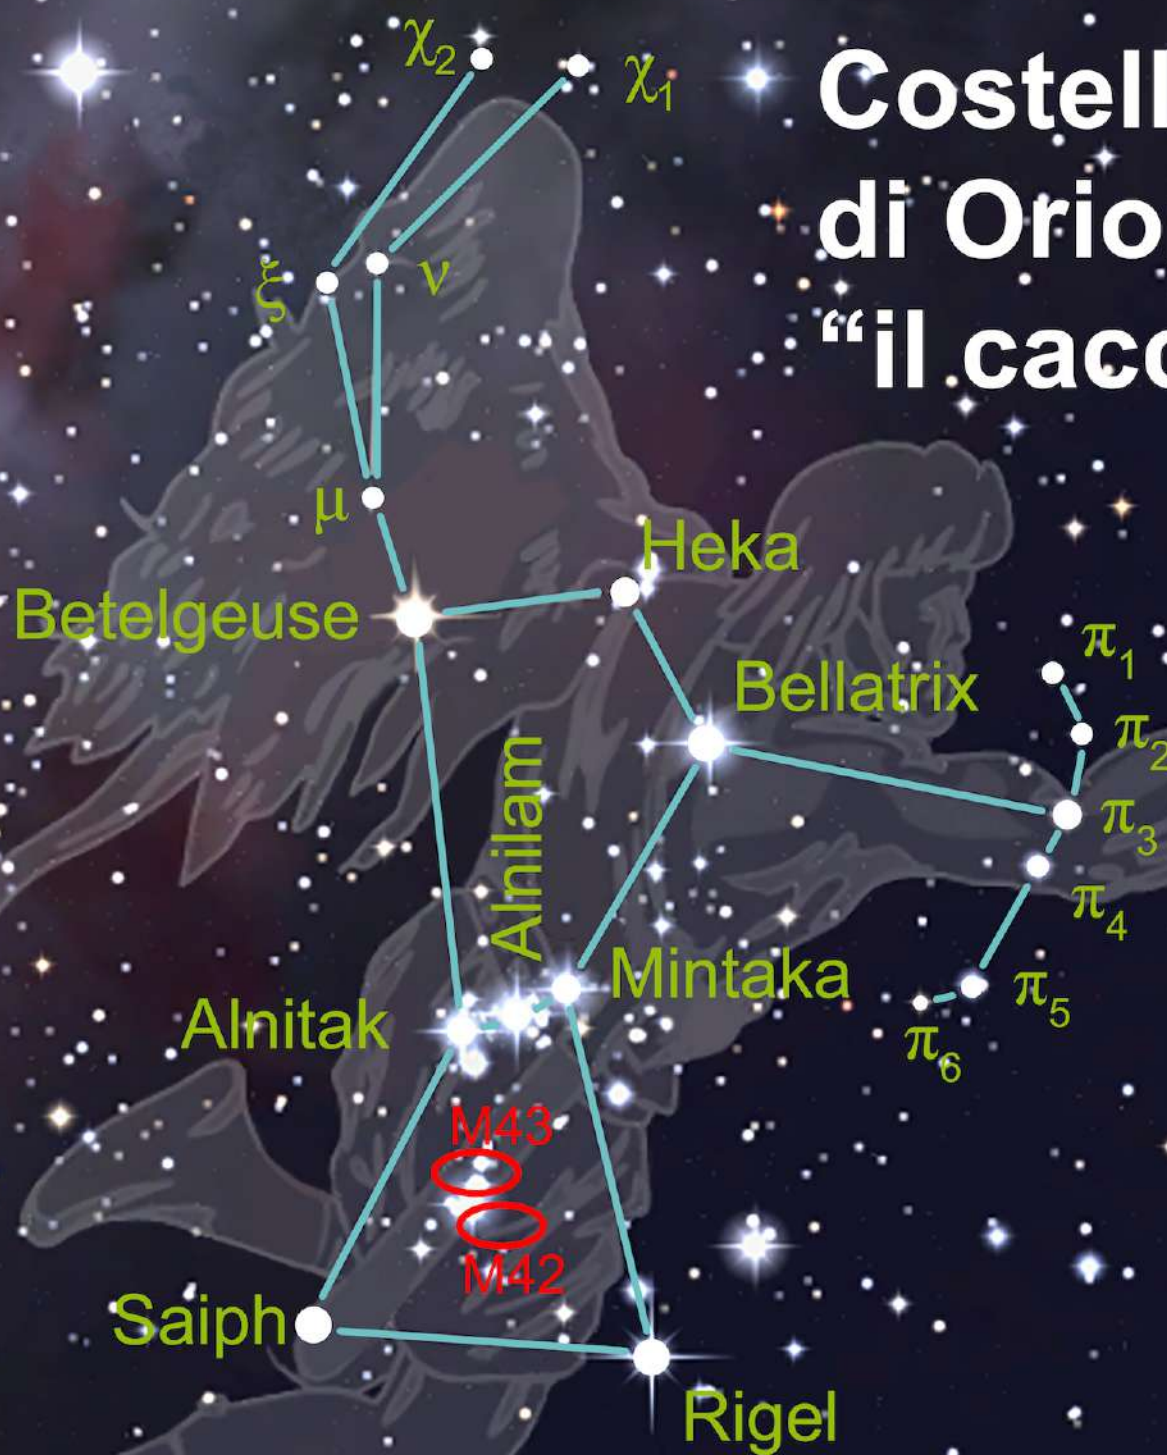 Costell
di Orio
“il cacc
χ2
χ1
ξ
ν
μ
Heka
Betelgeuse
π1
Bellatrix
π2
π3
Alnilam
π4
Mintaka
π5
Alnitak
π6
M43
M42
Saiph
Rigel